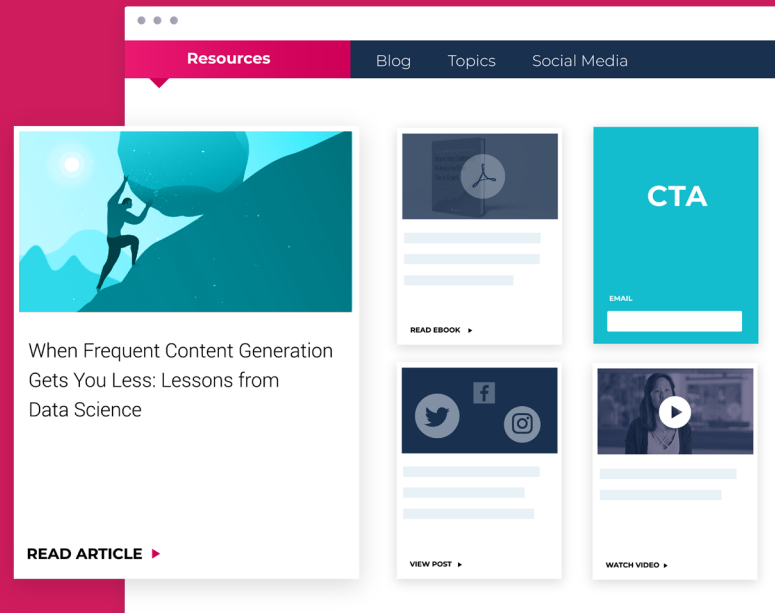 Resources
Blog
Topics
Social Media
When Frequent Content Generation
Gets You Less: Lessons from
Data Science
READ ARTICLE
READ EBOOK
CTA
EMAIL
VIEW POST
WATCH VIDEO